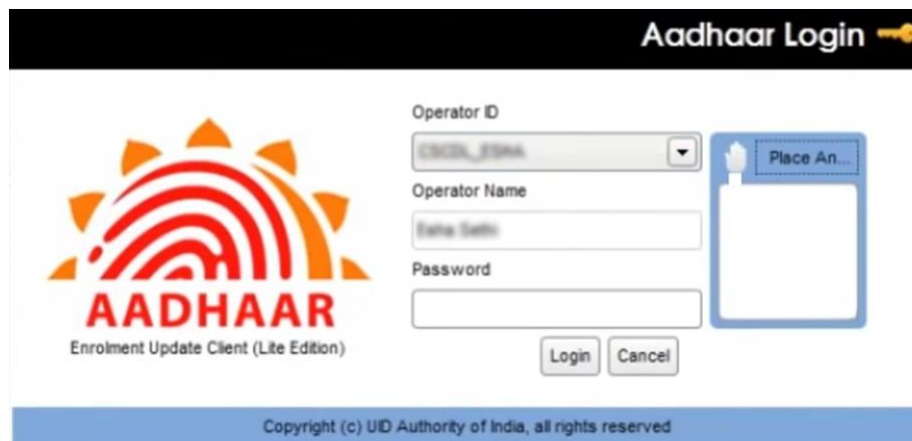 Aadhaar Login
Operator ID
Operator Name
Place An...
Password
AADHAAR
Enrolment Update Client (Lite Edition)
Login Cancel
Copyright (c) UID Authority of India, all rights reserved